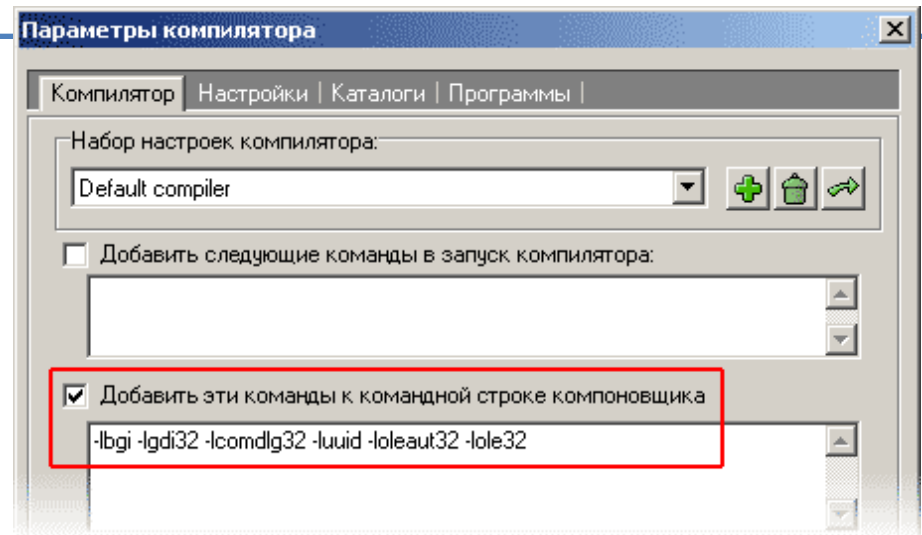 Параметры компилятора
Компилятор Настройки | Каталоги | Программы |
Набор настроек компилятора:
Default compiler
Добавить следующие команды в запуск компилятора:
Добавить эти команды к командной строке компоновщика
-lbgi -lgdi32 -lcomdlg32 -luuid -loleaut32 -lole32